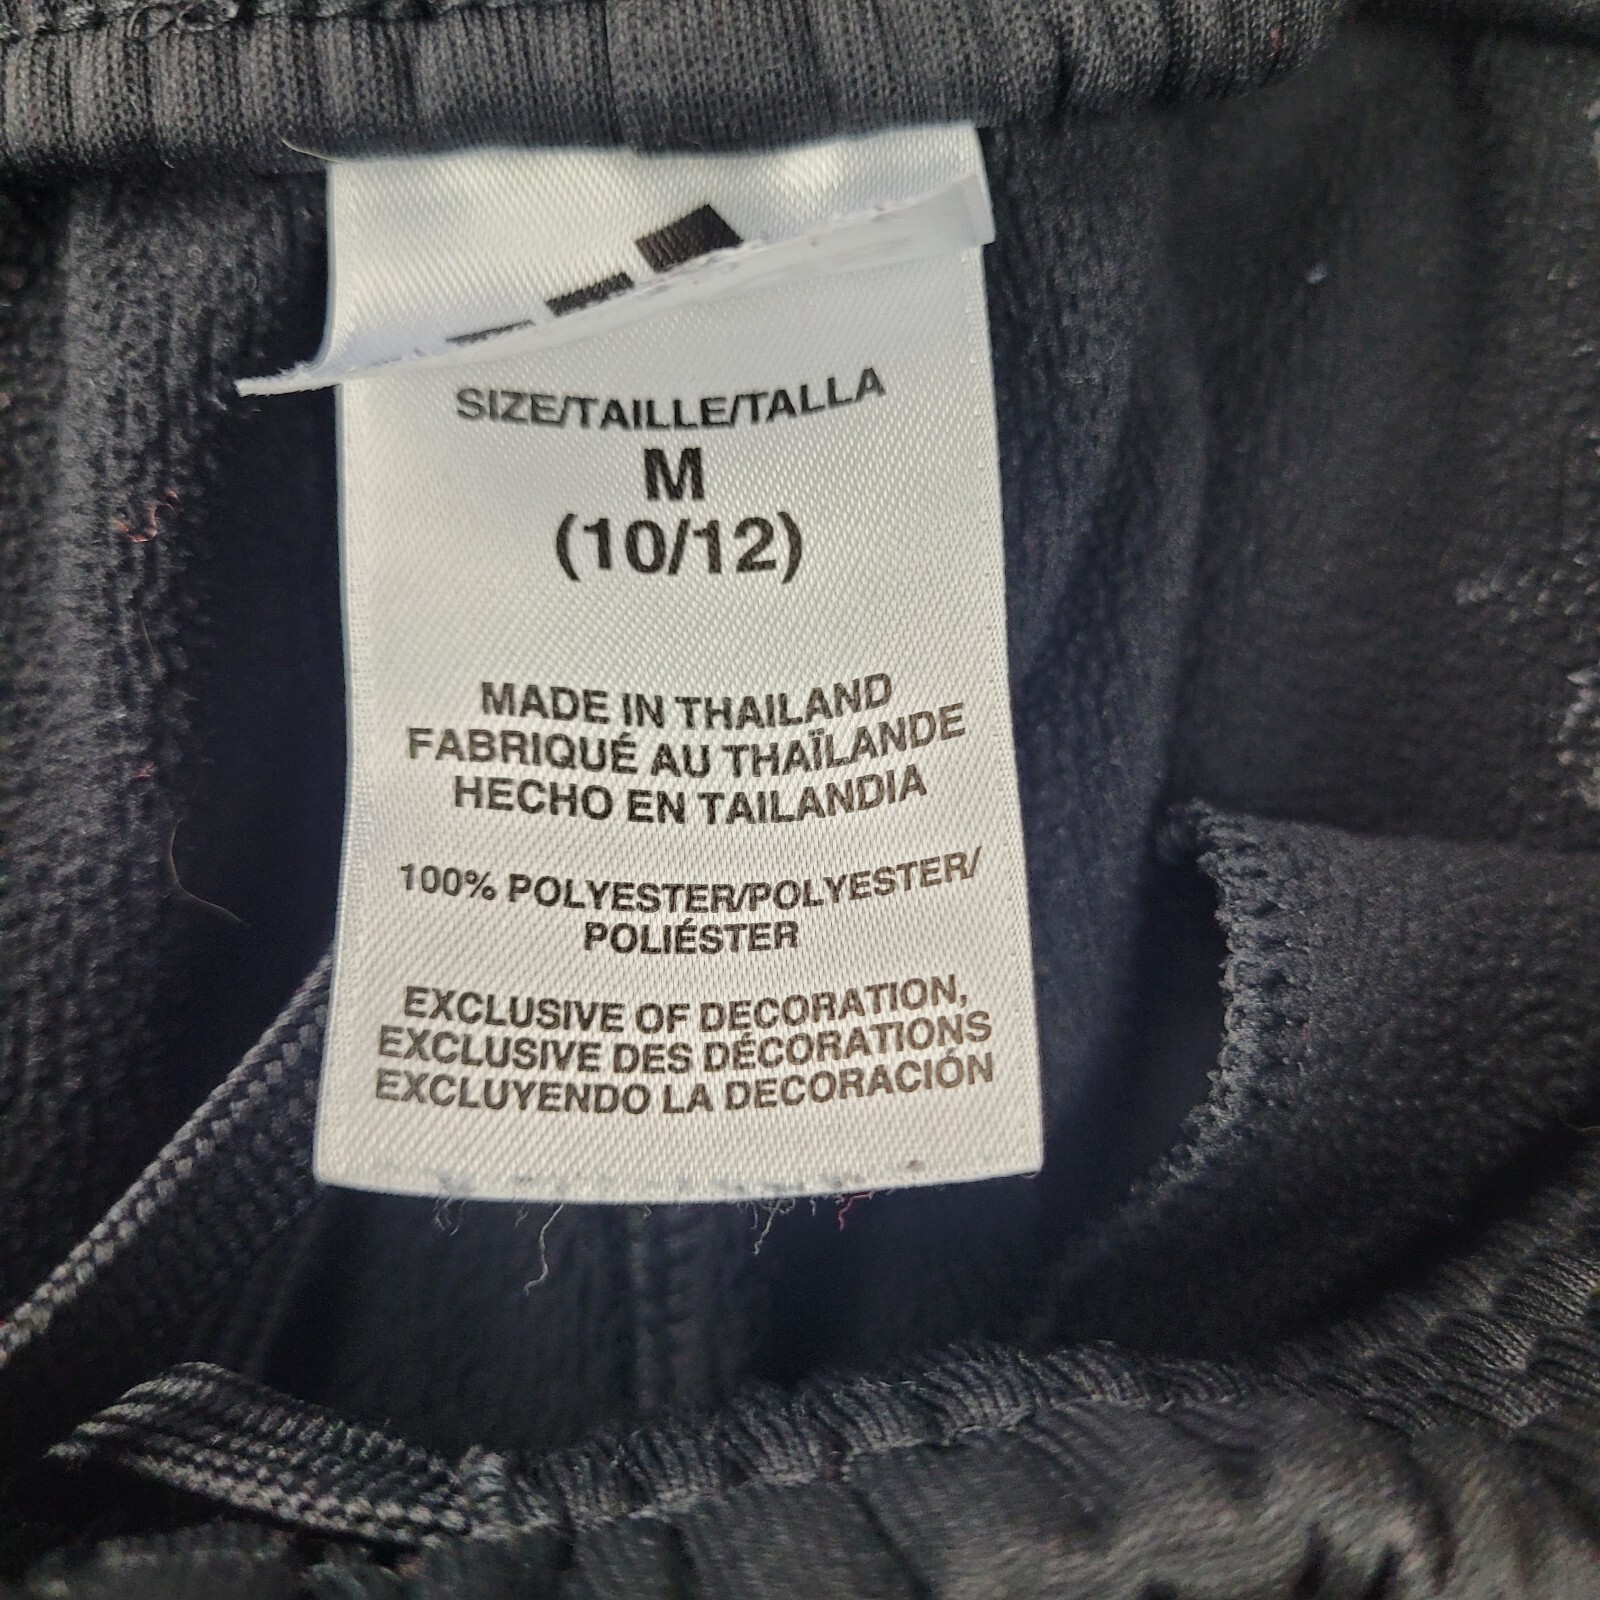 SIZE/TAILLE/TALLA
M
(10/12)
MADE IN THAILAND
FABRIQUÉ AU THAÏLANDE
HECHO EN TAILANDIA
100% POLYESTER/POLYESTER/
POLIÉSTER
EXCLUSIVE OF DECORATION,
EXCLUSIVE DES DÉCORATIONS
EXCLUYENDO LA DECORACIÓN